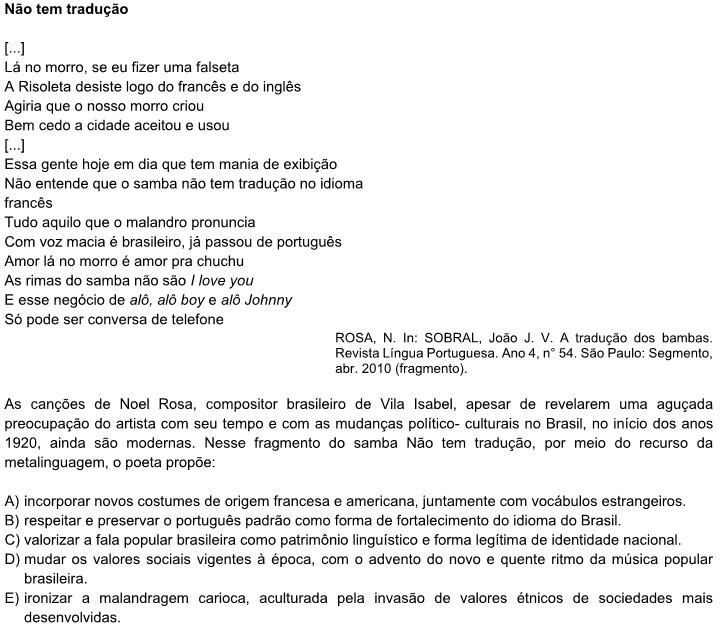 Não tem tradução
[...]
Lá no morro, se eu fizer uma falseta
A Risoleta desiste logo do francês e do inglês
Agiria que o nosso morro criou
Bem cedo a cidade aceitou e usou
[...]
Essa gente hoje em dia que tem mania de exibição
Não entende que o samba não tem tradução no idioma
francês
Tudo aquilo que o malandro pronuncia
Com voz macia é brasileiro, já passou de português
Amor lá no morro é amor pra chuchu
As rimas do samba não são I love you
E esse negócio de alô, alô boy e alô Johnny
Só pode ser conversa de telefone
ROSA, N. In: SOBRAL, João J. V. A tradução dos bambas.
Revista Língua Portuguesa. Ano 4, n° 54. São Paulo: Segmento,
abr. 2010 (fragmento).
As canções de Noel Rosa, compositor brasileiro de Vila Isabel, apesar de revelarem uma aguçada
preocupação do artista com seu tempo e com as mudanças político- culturais no Brasil, no início dos anos
1920, ainda são modernas. Nesse fragmento do samba Não tem tradução, por meio do recurso da
metalinguagem, o poeta propõe:
A) incorporar novos costumes de origem francesa e americana, juntamente com vocábulos estrangeiros.
B) respeitar e preservar o português padrão como forma de fortalecimento do idioma do Brasil.
C) valorizar a fala popular brasileira como patrimônio linguístico e forma legítima de identidade nacional.
D) mudar os valores sociais vigentes à época, com o advento do novo e quente ritmo da música popular
brasileira.
E) ironizar a malandragem carioca, aculturada pela invasão de valores étnicos de sociedades mais
desenvolvidas.